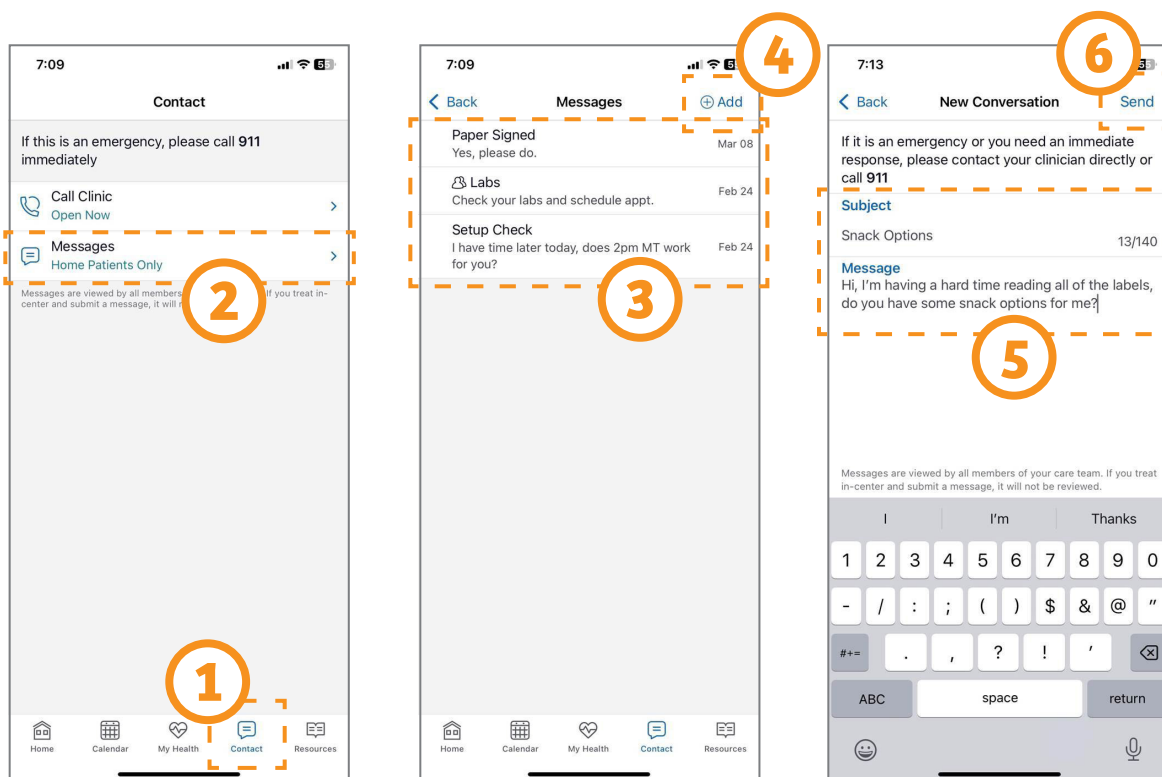 7:09
55
Contact
If this is an emergency, please call 911
immediately
Call Clinic
Open Now
Messages
Home Patients Only
Messages are viewed by all members If you treat in-
center and submit a message, it will
2
1
Home Calendar My Health Contact Resources
7:09
4
Back Messages Add
Paper Signed
Yes, please do.
Mar 08
Labs
Check your labs and schedule appt.
Feb 24
Setup Check
I have time later today, does 2pm MT work
for you?
Feb 24
3
Home Calendar My Health Contact Resources
7:13
6
Back New Conversation Send
If it is an emergency or you need an immediate
response, please contact your clinician directly or
call 911
Subject
Snack Options 13/140
Message
Hi, I'm having a hard time reading all of the labels,
do you have some snack options for me?
5
Messages are viewed by all members of your care team. If you treat
in-center and submit a message, it will not be reviewed.
I I'm Thanks
1 2 3 4 5 6 7 8 9 0
- / : ; ( ) $ & @ "
#+= . , ? ! '
ABC space return